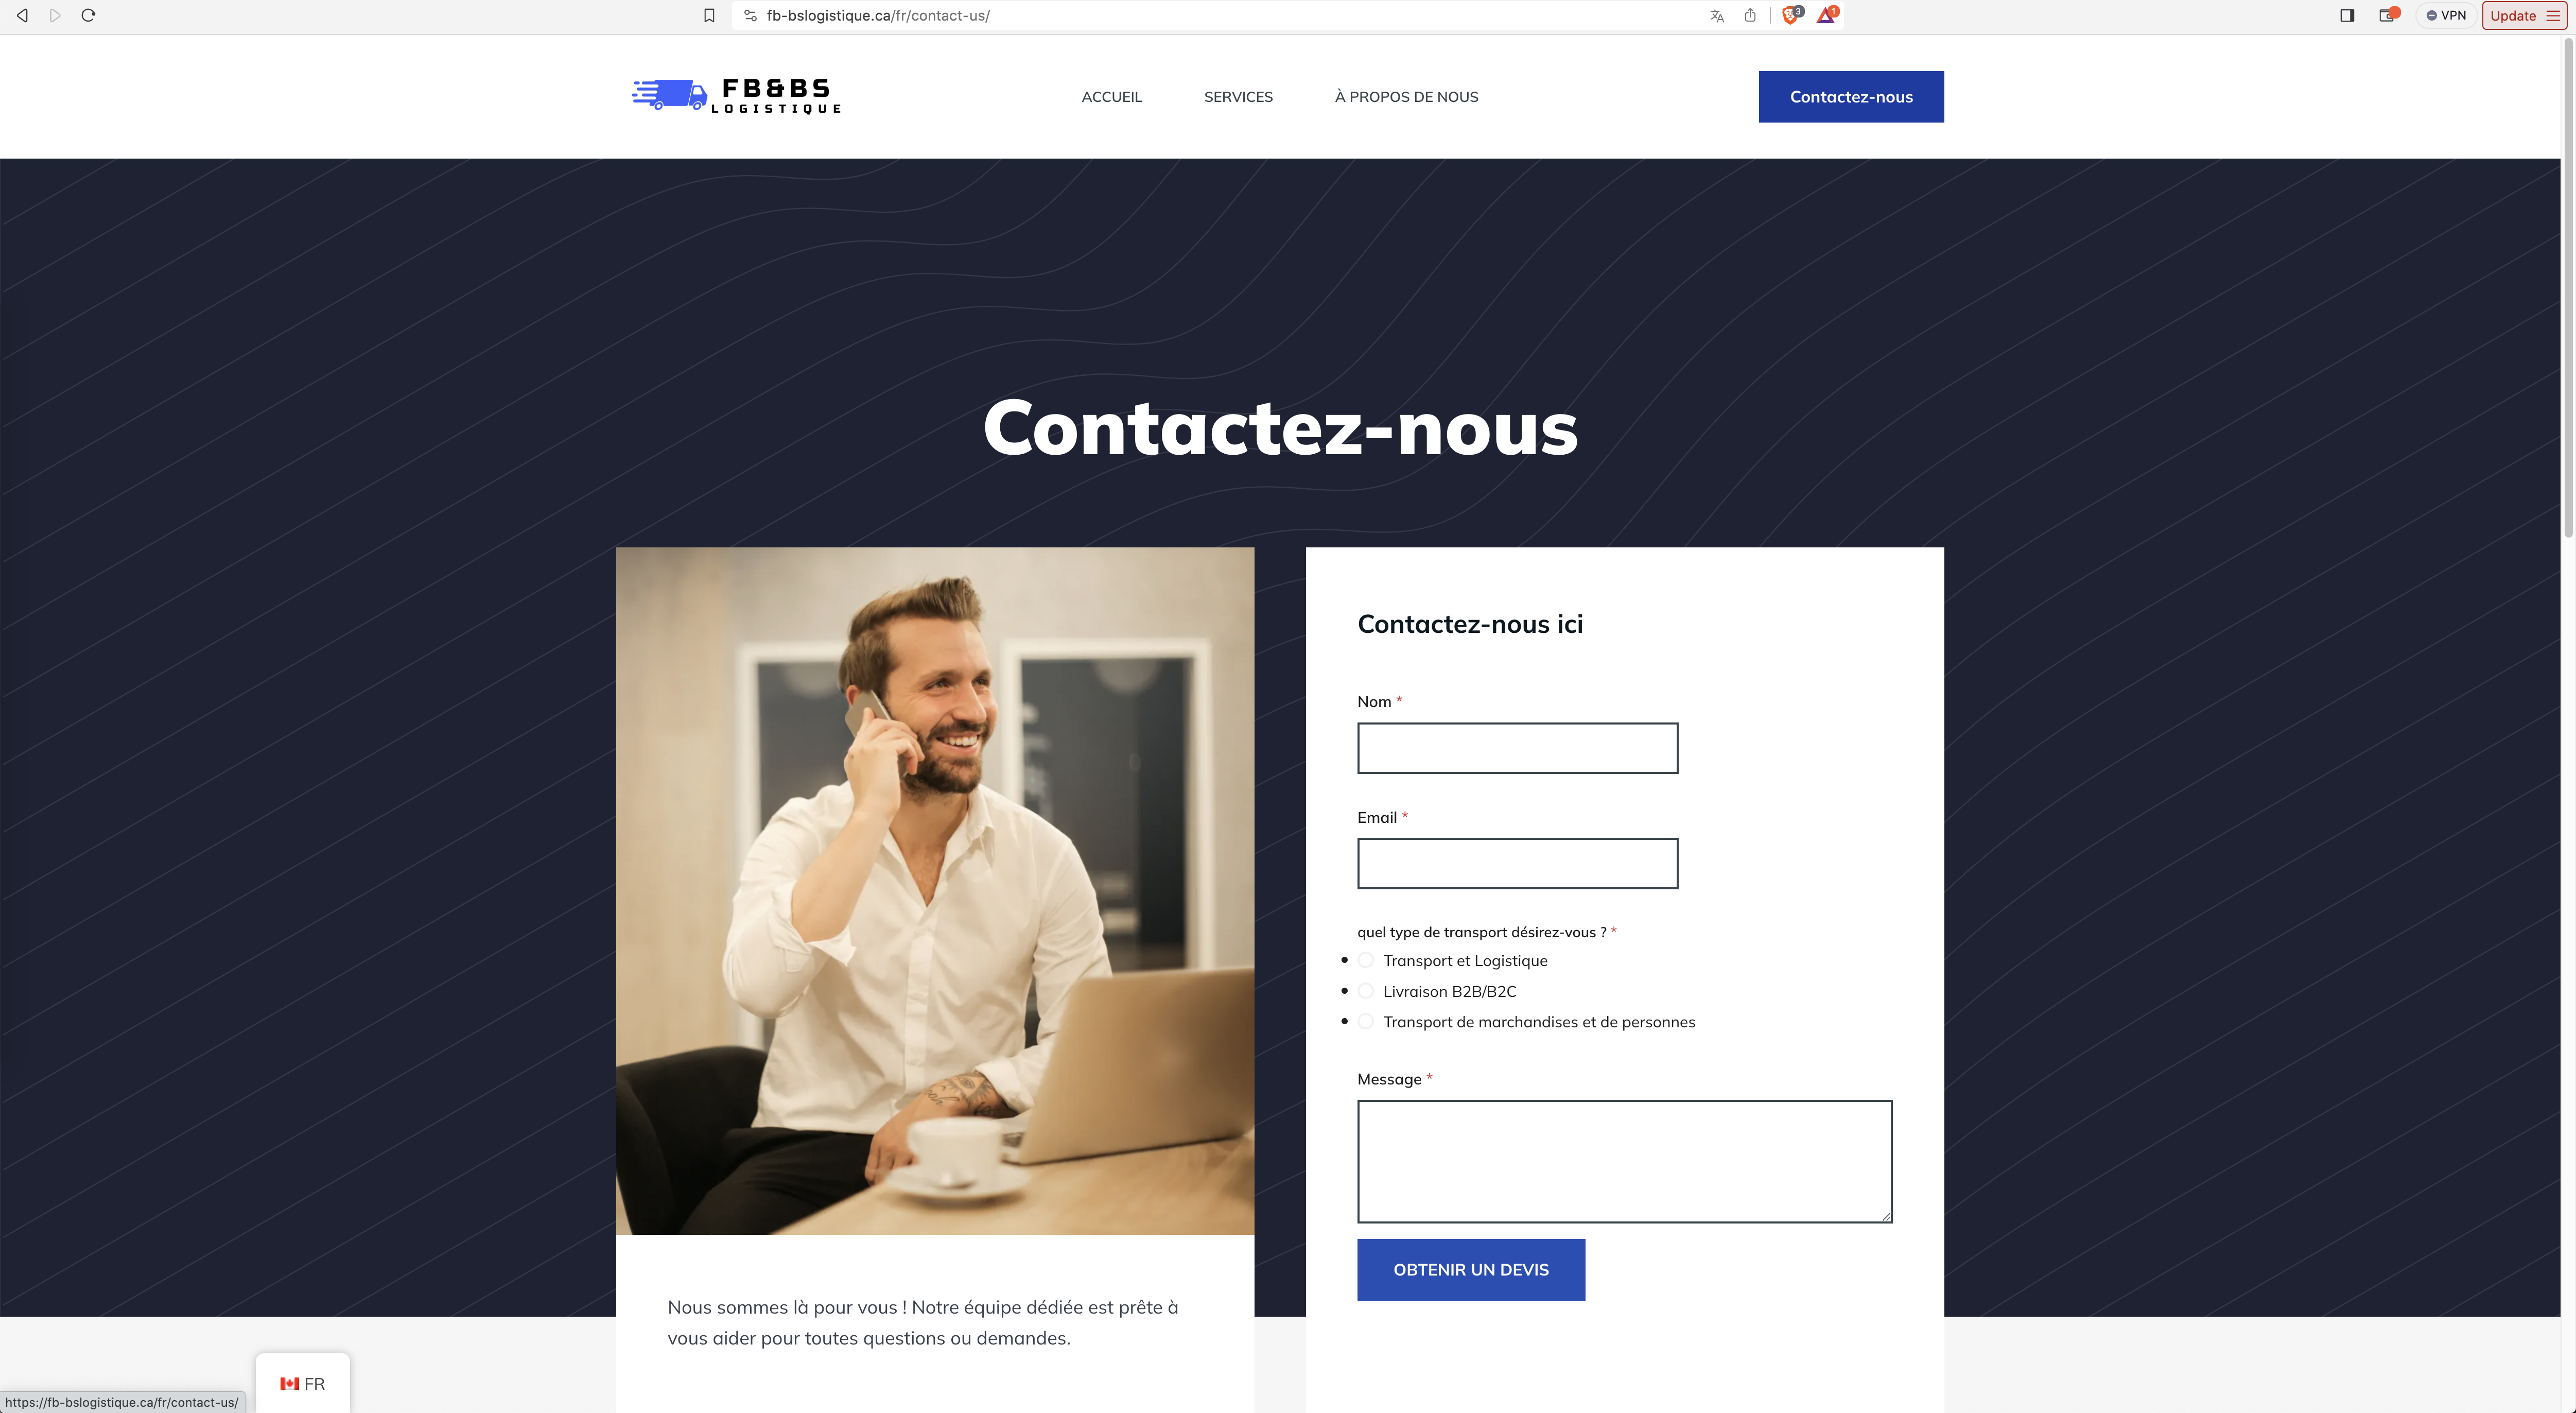 fb-bslogistique.ca/fr/contact-us/
3
1
VPN
Update
FB&BS
LOGISTIQUE
ACCUEIL
SERVICES
À PROPOS DE NOUS
Contactez-nous
Contactez-nous
Contactez-nous ici
Nom *
Email *
quel type de transport désirez-vous ? *
Transport et Logistique
Livraison B2B/B2C
Transport de marchandises et de personnes
Message *
OBTENIR UN DEVIS
Nous sommes là pour vous ! Notre équipe dédiée est prête à
vous aider pour toutes questions ou demandes.
FR
https://fb-bslogistique.ca/fr/contact-us/